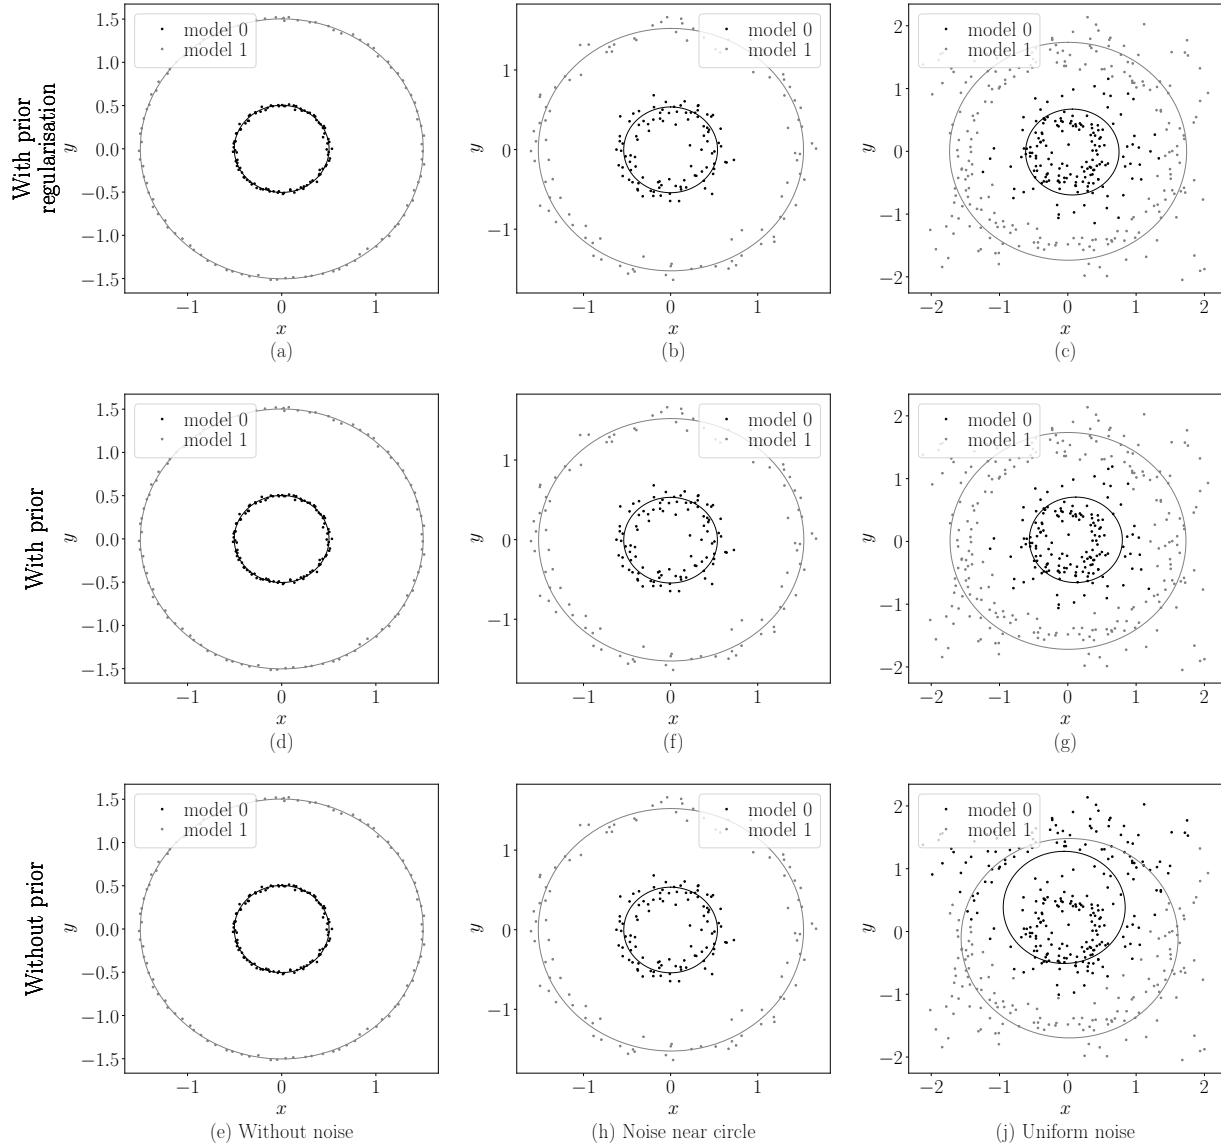 With prior
regularisation
1.5
1.0
0.5
0.0
−0.5
−1.0
−1.5
y
model 0
model 1
−1
0
1
x
(a)
1
0
−1
y
model 0
model 1
−1
0
1
x
(b)
2
1
0
−1
−2
y
model 0
model 1
−2
−1
0
1
2
x
(c)
With prior
1.5
1.0
0.5
0.0
−0.5
−1.0
−1.5
y
model 0
model 1
−1
0
1
x
(d)
1
0
−1
y
model 0
model 1
−1
0
1
x
(f)
2
1
0
−1
−2
y
model 0
model 1
−2
−1
0
1
2
x
(g)
Without prior
1.5
1.0
0.5
0.0
−0.5
−1.0
−1.5
y
model 0
model 1
−1
0
1
x
(e) Without noise
1
0
−1
y
model 0
model 1
−1
0
1
x
(h) Noise near circle
2
1
0
−1
−2
y
model 0
model 1
−2
−1
0
1
2
x
(j) Uniform noise